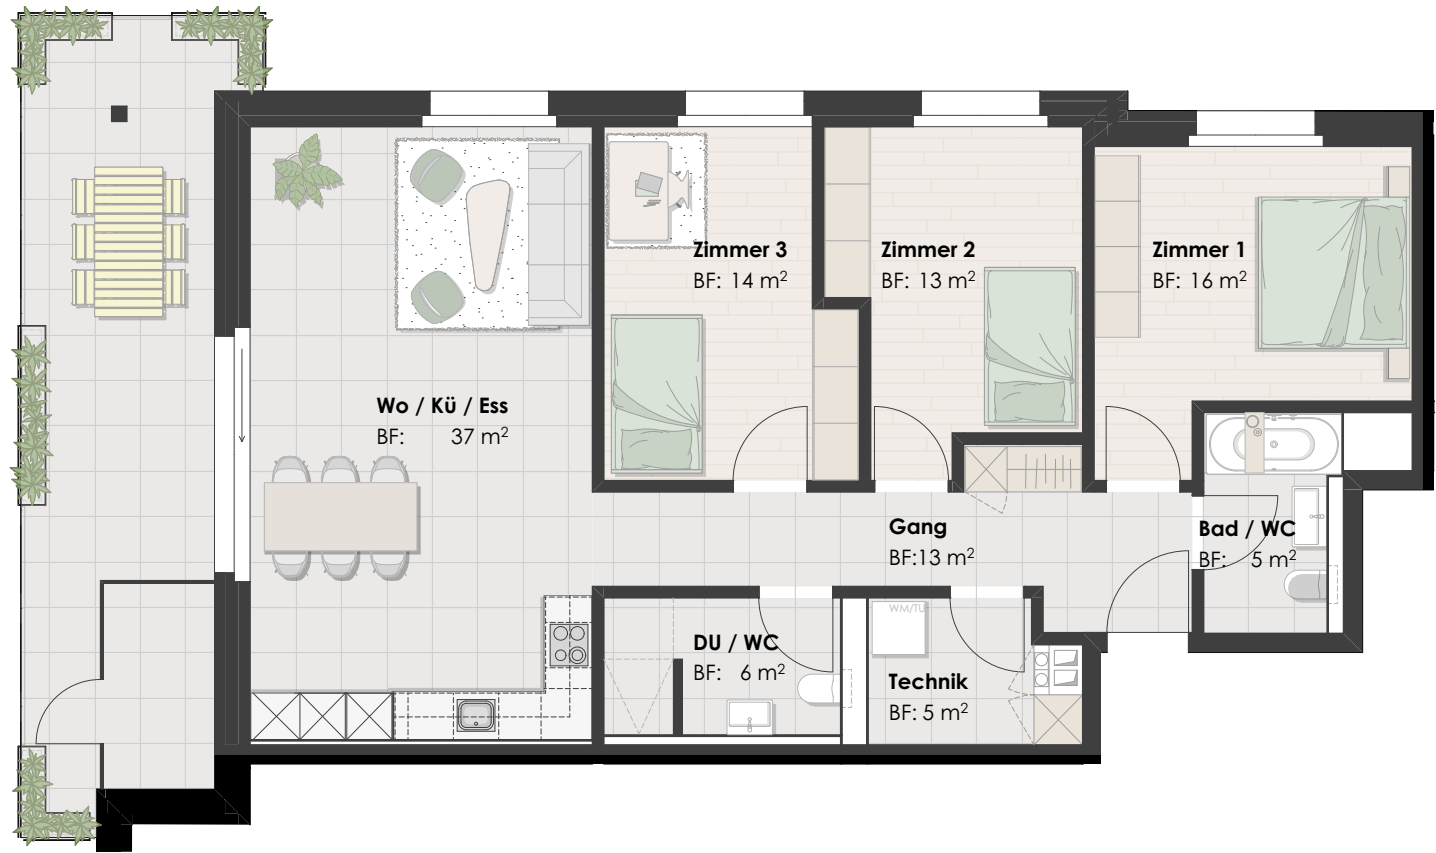 Zimmer 3
BF: 14 m²
Zimmer 2
BF: 13 m²
Zimmer 1
BF: 16 m²
Wo / Kü / Ess
BF: 37 m²
Gang
BF:13 m²
Bad / WC
BF: 5 m²
WM/TU
DU / WC
BF: 6 m²
Technik
BF: 5 m²